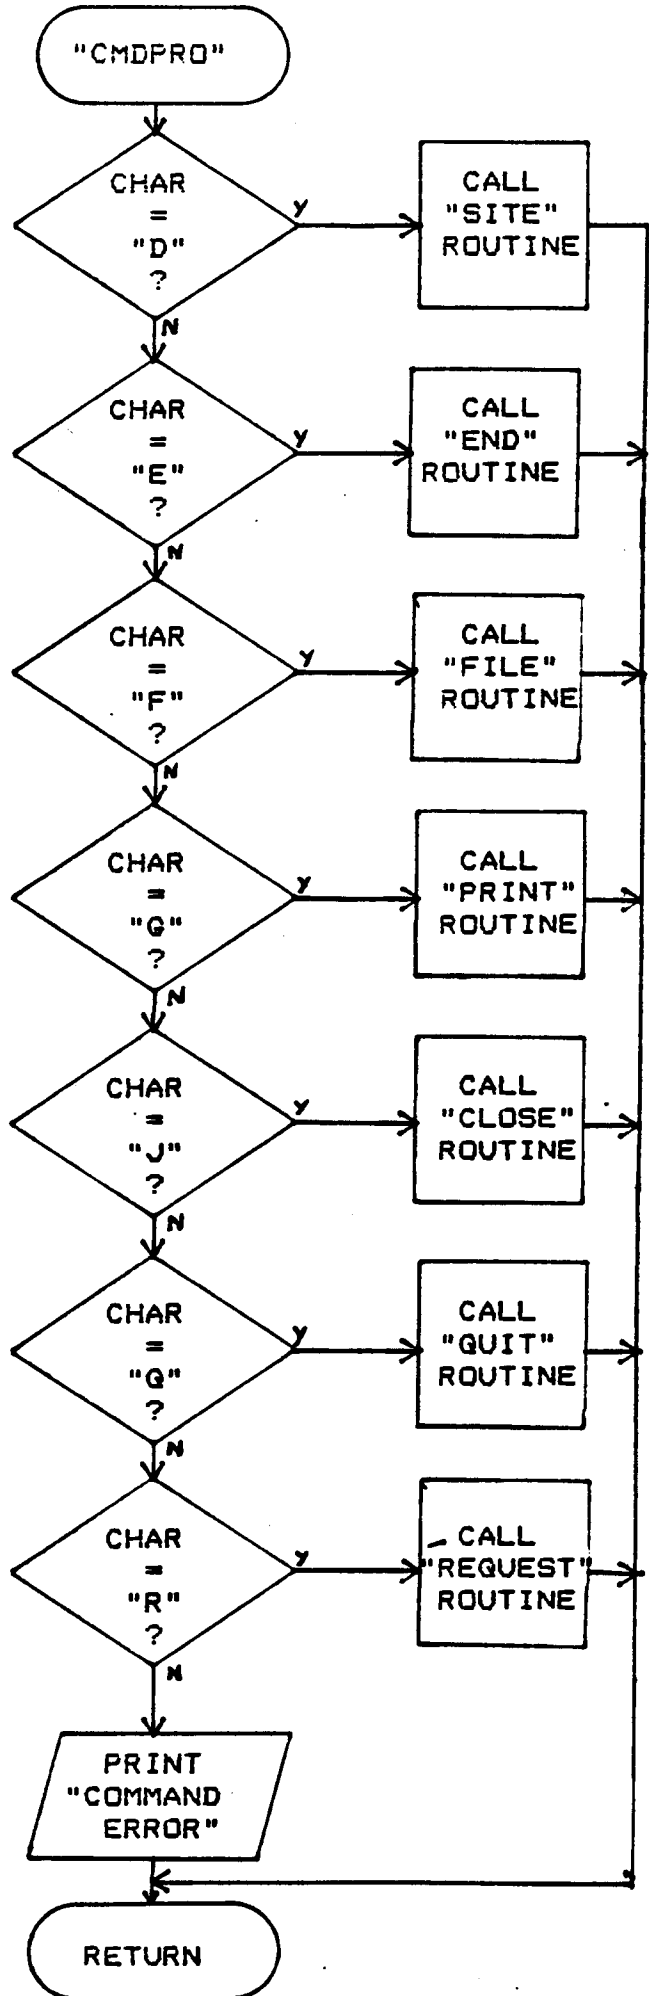 "CMDPRO"
CHAR
=
"D"
?
Y
CALL
"SITE"
ROUTINE
N
CHAR
=
"E"
?
Y
CALL
"END"
ROUTINE
N
CHAR
=
"F"
?
Y
CALL
"FILE"
ROUTINE
N
CHAR
=
"G"
?
Y
CALL
"PRINT"
ROUTINE
N
CHAR
=
"J"
?
Y
CALL
"CLOSE"
ROUTINE
N
CHAR
=
"Q"
?
Y
CALL
"QUIT"
ROUTINE
N
CHAR
=
"R"
?
Y
CALL
"REQUEST"
ROUTINE
N
PRINT
"COMMAND
ERROR"
RETURN